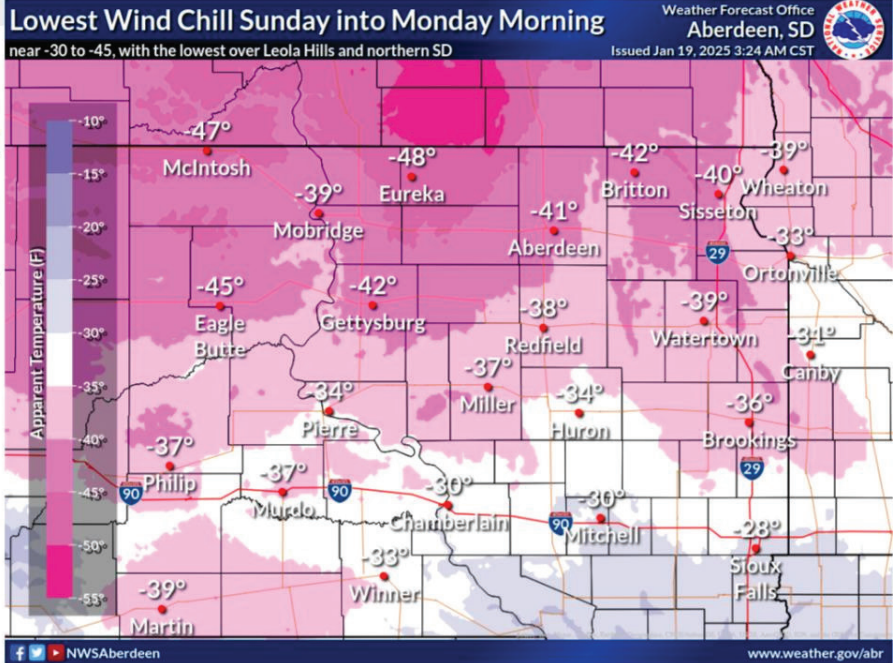 Lowest Wind Chill Sunday into Monday Morning
near -30 to -45, with the lowest over Leola Hills and northern SD
Weather Forecast Office
Aberdeen, SD
Issued Jan 19, 2025 3:24 AM CST
NATIONAL WEATHER SERVICE
Apparent Temperature (F)
-10°
-15°
-20°
-25°
-30°
-35°
-40°
-45°
-50°
-55°
-47°
McIntosh
-48°
Eureka
-42°
Britton
-39°
Wheaton
-40°
Sisseton
-39°
Mobridge
-41°
Aberdeen
29
-33°
Ortonville
-45°
Eagle
Butte
-42°
Gettysburg
-38°
Redfield
-39°
Watertown
-31°
Canby
-37°
Miller
-34°
Pierre
-34°
Huron
-36°
Brookings
29
-37°
Philip
90
-37°
Murdo
90
-30°
Chamberlain
90
-30°
Mitchell
-28°
Sioux
Falls
-33°
Winner
-39°
Martin
NWSAberdeen
www.weather.gov/abr